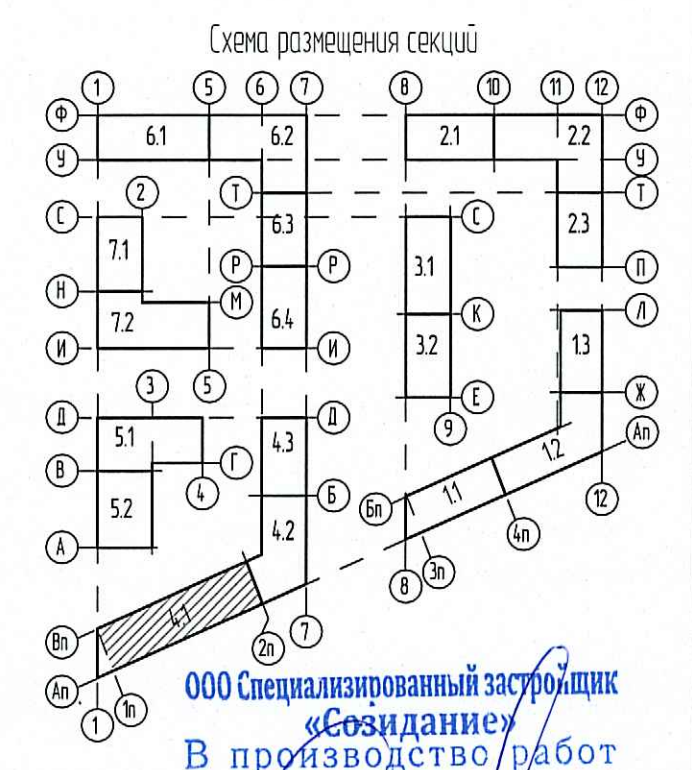 Схема размещения секций
1 5 6 7 8 10 11 12
Ф 6.1 6.2 2.1 2.2 Ф
У У
2 Т Т
С 7.1 6.3 С 2.3
Р Р 3.1 П
Н М
7.2 6.4 К Л
И И 3.2 1.3
3 5 Е Ж
Д 5.1 4.3 Д 9 Ап
Г 1.2
В 4 Б Бп 1.1 12
5.2 4.2 4п
А 3п
8
4.1 7
Вп 2п
Ап 1п
1
ООО Специализированный застройщик
«Созидание»
В производство работ